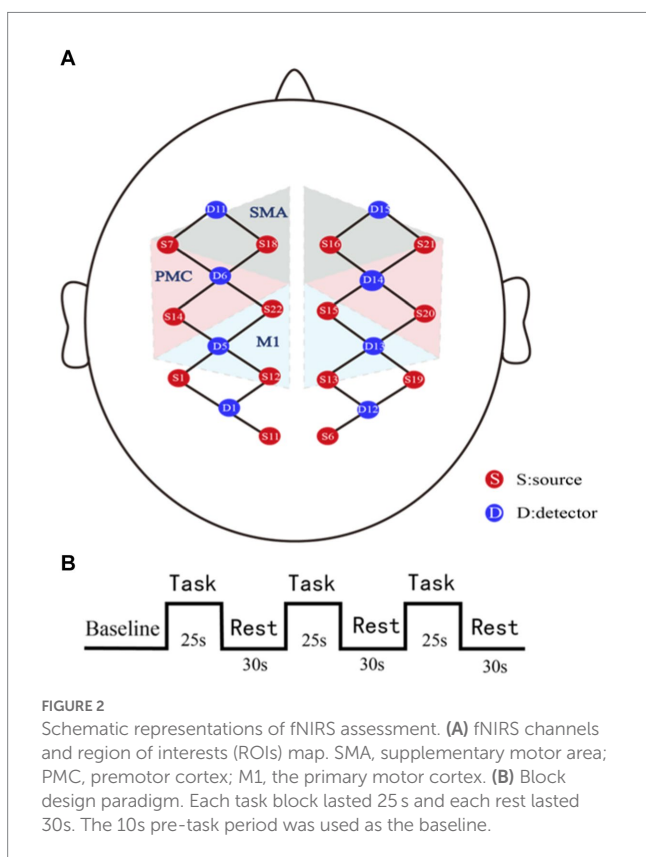 A
D11 SMA D15
S7 S18 S16 S21
PMC D6 D14
S14 S22 S15 S20
D5 M1 D13
S1 S12 S13 S19
D1 D12
S11 S6
S S:source
D D:detector
B
Task Task Task
Baseline 25s Rest 25s Rest 25s Rest
30s 30s 30s
FIGURE 2
Schematic representations of fNIRS assessment. (A) fNIRS channels
and region of interests (ROIs) map. SMA, supplementary motor area;
PMC, premotor cortex; M1, the primary motor cortex. (B) Block
design paradigm. Each task block lasted 25 s and each rest lasted
30s. The 10s pre-task period was used as the baseline.